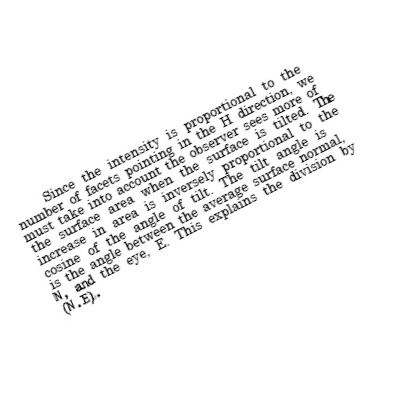 Since the intensity is proportional to the
number of facets pointing in the H direction, we
must take into account the observer sees more of
the surface area when the surface is tilted. The
increase in area is inversely proportional to the
cosine of the angle of tilt. The tilt angle is
is the angle between the average surface normal,
N, and the eye, E. This explains the division by
(N.E).